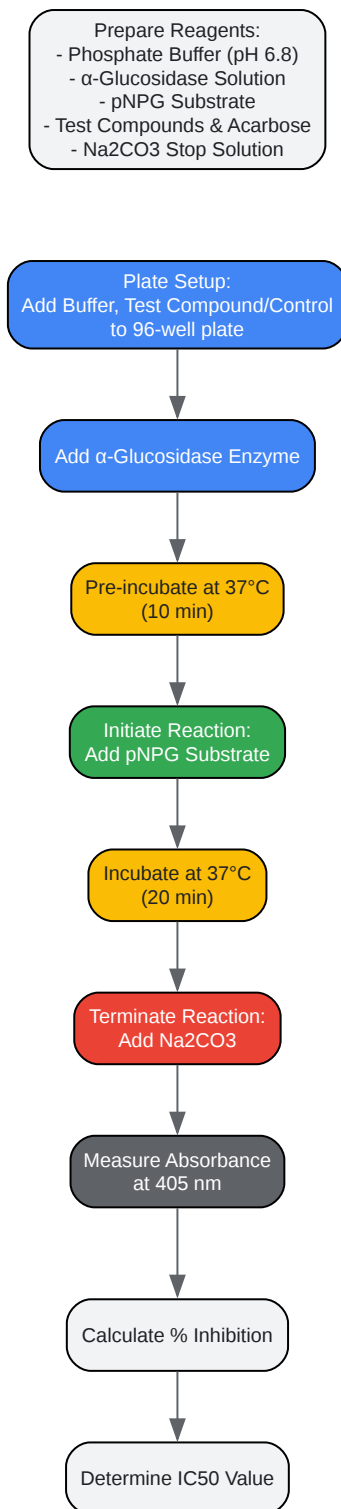 Prepare Reagents:
- Phosphate Buffer (pH 6.8)
- α-Glucosidase Solution
- pNPG Substrate
- Test Compounds & Acarbose
- Na2CO3 Stop Solution
Plate Setup:
Add Buffer, Test Compound/Control
to 96-well plate
Add α-Glucosidase Enzyme
Pre-incubate at 37°C
(10 min)
Initiate Reaction:
Add pNPG Substrate
Incubate at 37°C
(20 min)
Terminate Reaction:
Add Na2CO3
Measure Absorbance
at 405 nm
Calculate % Inhibition
Determine IC50 Value